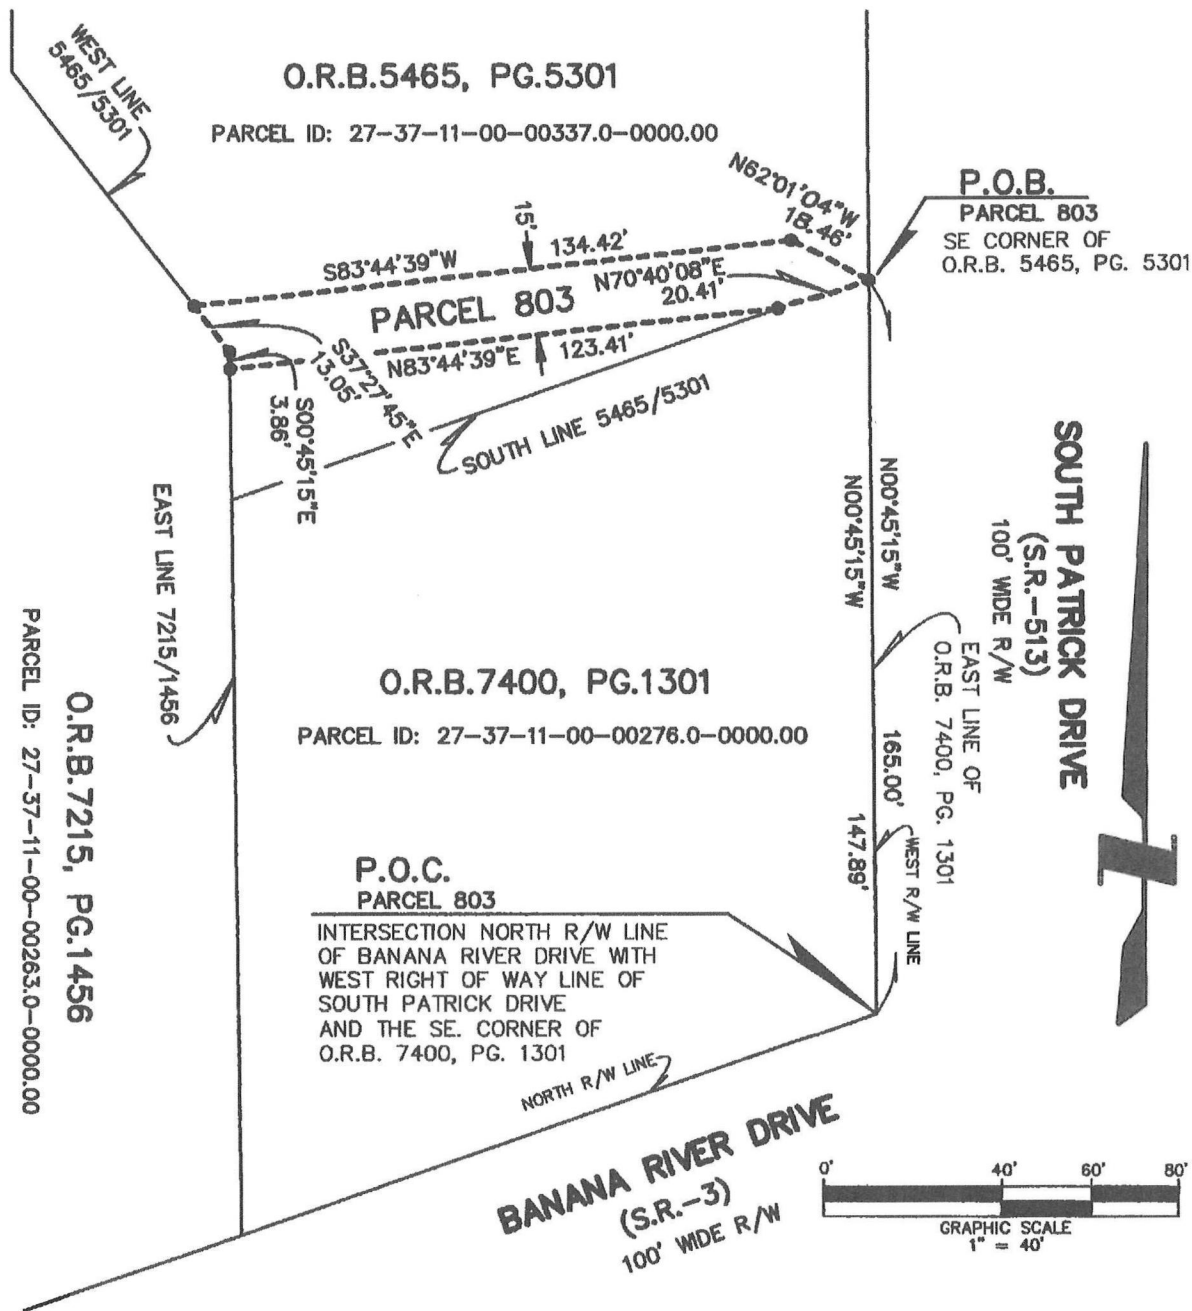 WEST LINE
5465/5301
O.R.B.5465, PG.5301
PARCEL ID: 27-37-11-00-00337.0-0000.00
N62°01'04"W
18.46'
P.O.B.
PARCEL 803
SE CORNER OF
O.R.B. 5465, PG. 5301
15'
134.42'
S83°44'39"W
N70°40'08"E
20.41'
PARCEL 803
N83°44'39"E
123.41'
S37°27'45"E
13.05'
S00°45'15"E
3.86'
SOUTH LINE 5465/5301
EAST LINE 7215/1456
N00°45'15"W
N00°45'15"W
165.00'
147.89'
SOUTH PATRICK DRIVE
(S.R.-513)
100' WIDE R/W
EAST LINE OF
O.R.B. 7400, PG. 1301
WEST R/W LINE
O.R.B.7400, PG.1301
PARCEL ID: 27-37-11-00-00276.0-0000.00
O.R.B.7215, PG.1456
PARCEL ID: 27-37-11-00-00263.0-0000.00
P.O.C.
PARCEL 803
INTERSECTION NORTH R/W LINE
OF BANANA RIVER DRIVE WITH
WEST RIGHT OF WAY LINE OF
SOUTH PATRICK DRIVE
AND THE SE. CORNER OF
O.R.B. 7400, PG. 1301
NORTH R/W LINE
BANANA RIVER DRIVE
(S.R.-3)
100' WIDE R/W
N
0' 40' 60' 80'
GRAPHIC SCALE
1" = 40'